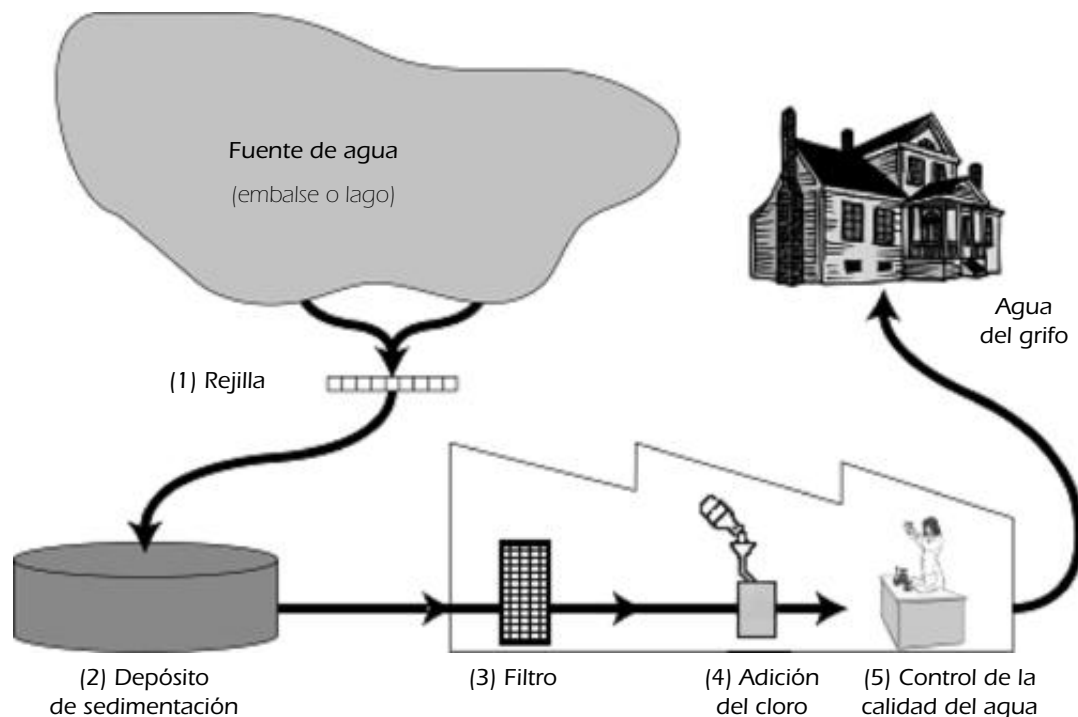 Fuente de agua
(embalse o lago)
Agua
del grifo
(1) Rejilla
(2) Depósito
de sedimentación
(3) Filtro
(4) Adición
del cloro
(5) Control de la
calidad del agua